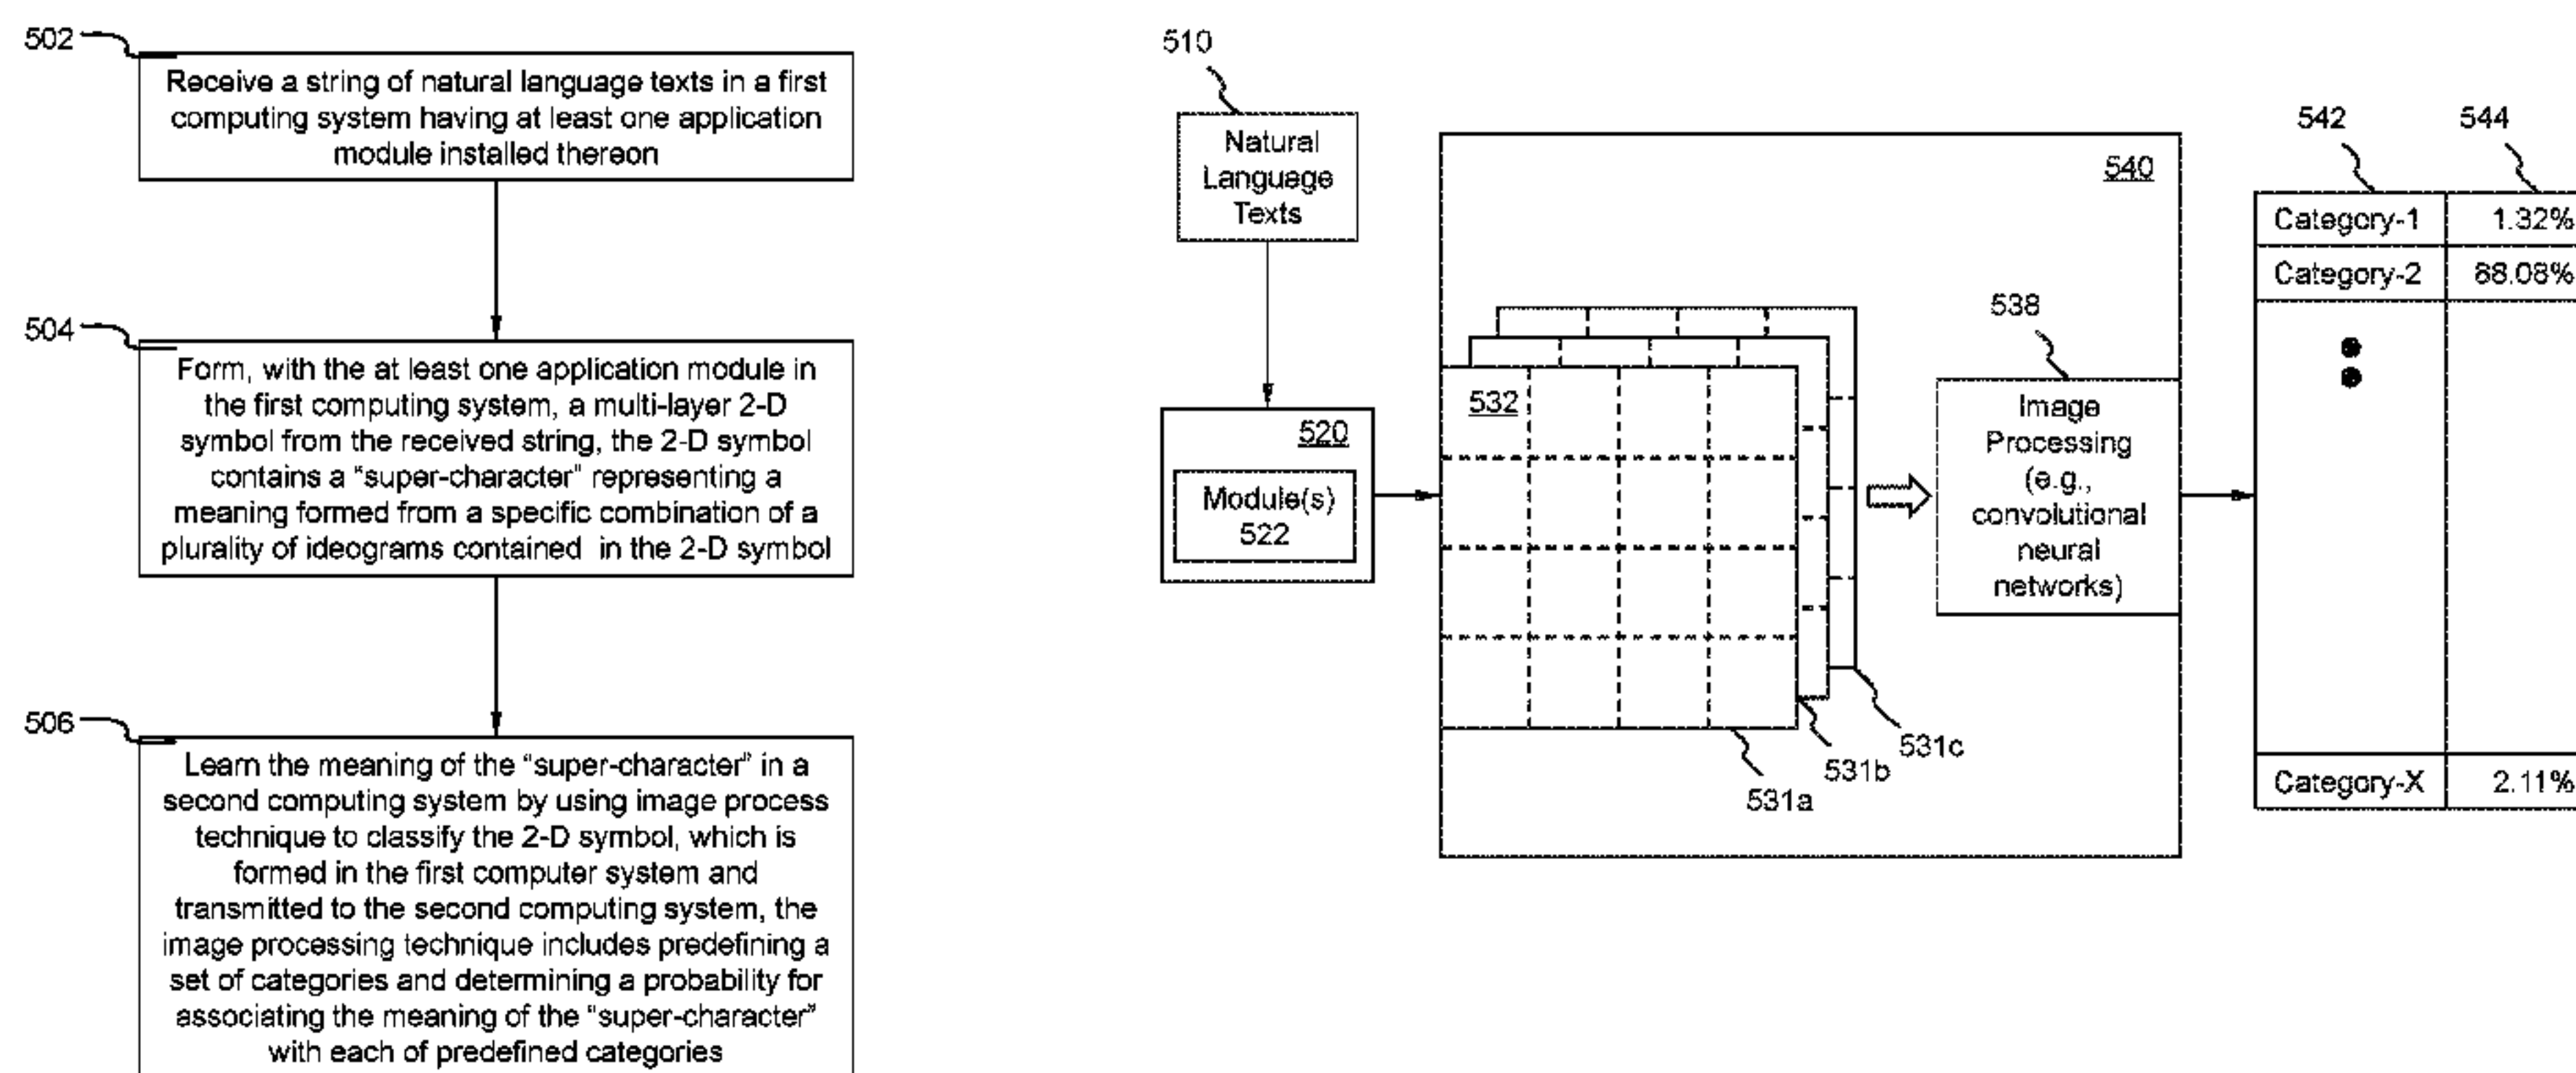 502
Receive a string of natural language texts in a first
computing system having at least one application
module installed thereon
504
Form, with the at least one application module in
the first computing system, a multi-layer 2-D
symbol from the received string, the 2-D symbol
contains a "super-character" representing a
meaning formed from a specific combination of a
plurality of ideograms contained in the 2-D symbol
506
Learn the meaning of the "super-character" in a
second computing system by using image process
technique to classify the 2-D symbol, which is
formed in the first computer system and
transmitted to the second computing system, the
image processing technique includes predefining a
set of categories and determining a probability for
associating the meaning of the "super-character"
with each of predefined categories
510
Natural
Language
Texts
520
Module(s)
522
540
532
538
Image
Processing
(e.g.,
convolutional
neural
networks)
531c
531b
531a
542 544
Category-1 1.32%
Category-2 88.08%
Category-X 2.11%